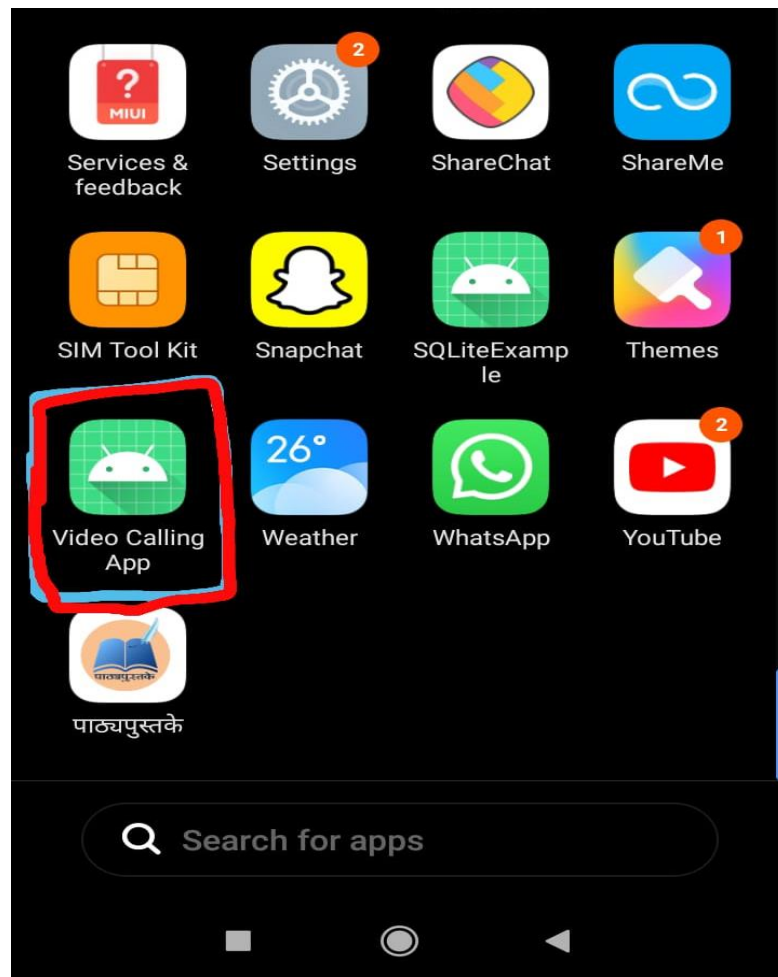 ?
MIUI
2
Services &
feedback
Settings
ShareChat
ShareMe
1
SIM Tool Kit
Snapchat
SQLiteExamp
le
Themes
26°
2
Video Calling
App
Weather
WhatsApp
YouTube
पाठ्यपुस्तके
पाठ्यपुस्तके
Search for apps